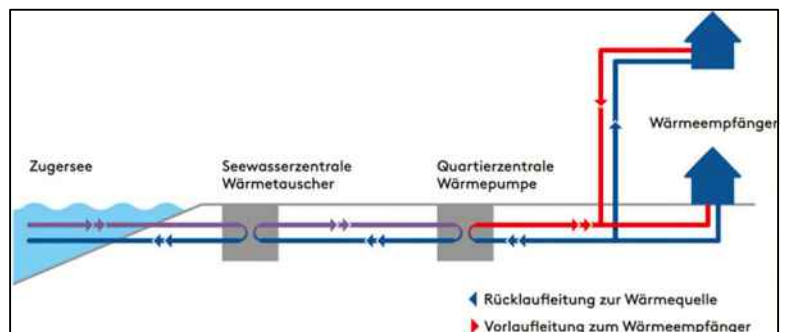 Wärmeempfänger
Zugersee
Seewasserzentrale
Wärmetauscher
Quartierzentrale
Wärmepumpe
Rücklaufleitung zur Wärmequelle
Vorlaufleitung zum Wärmeempfänger